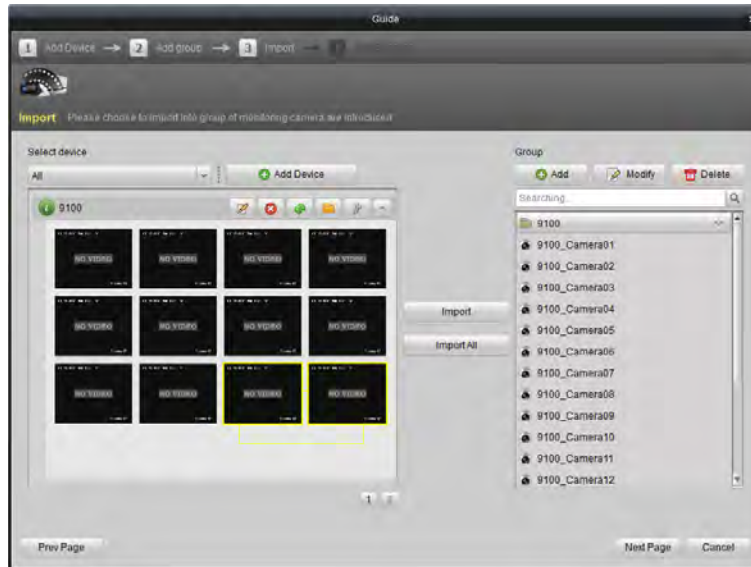 Guide
1 Add Device → 2 Add group → 3 Import →
Import Please choose to import into group of monitoring camera are introduced
Select device
All
Add Device
9100
NO VIDEO NO VIDEO NO VIDEO NO VIDEO
NO VIDEO NO VIDEO NO VIDEO NO VIDEO
NO VIDEO NO VIDEO NO VIDEO NO VIDEO
1
Import
Import All
Group
Add Modify Delete
Searching...
9100
9100_Camera01
9100_Camera02
9100_Camera03
9100_Camera04
9100_Camera05
9100_Camera06
9100_Camera07
9100_Camera08
9100_Camera09
9100_Camera10
9100_Camera11
9100_Camera12
Prev Page Next Page Cancel